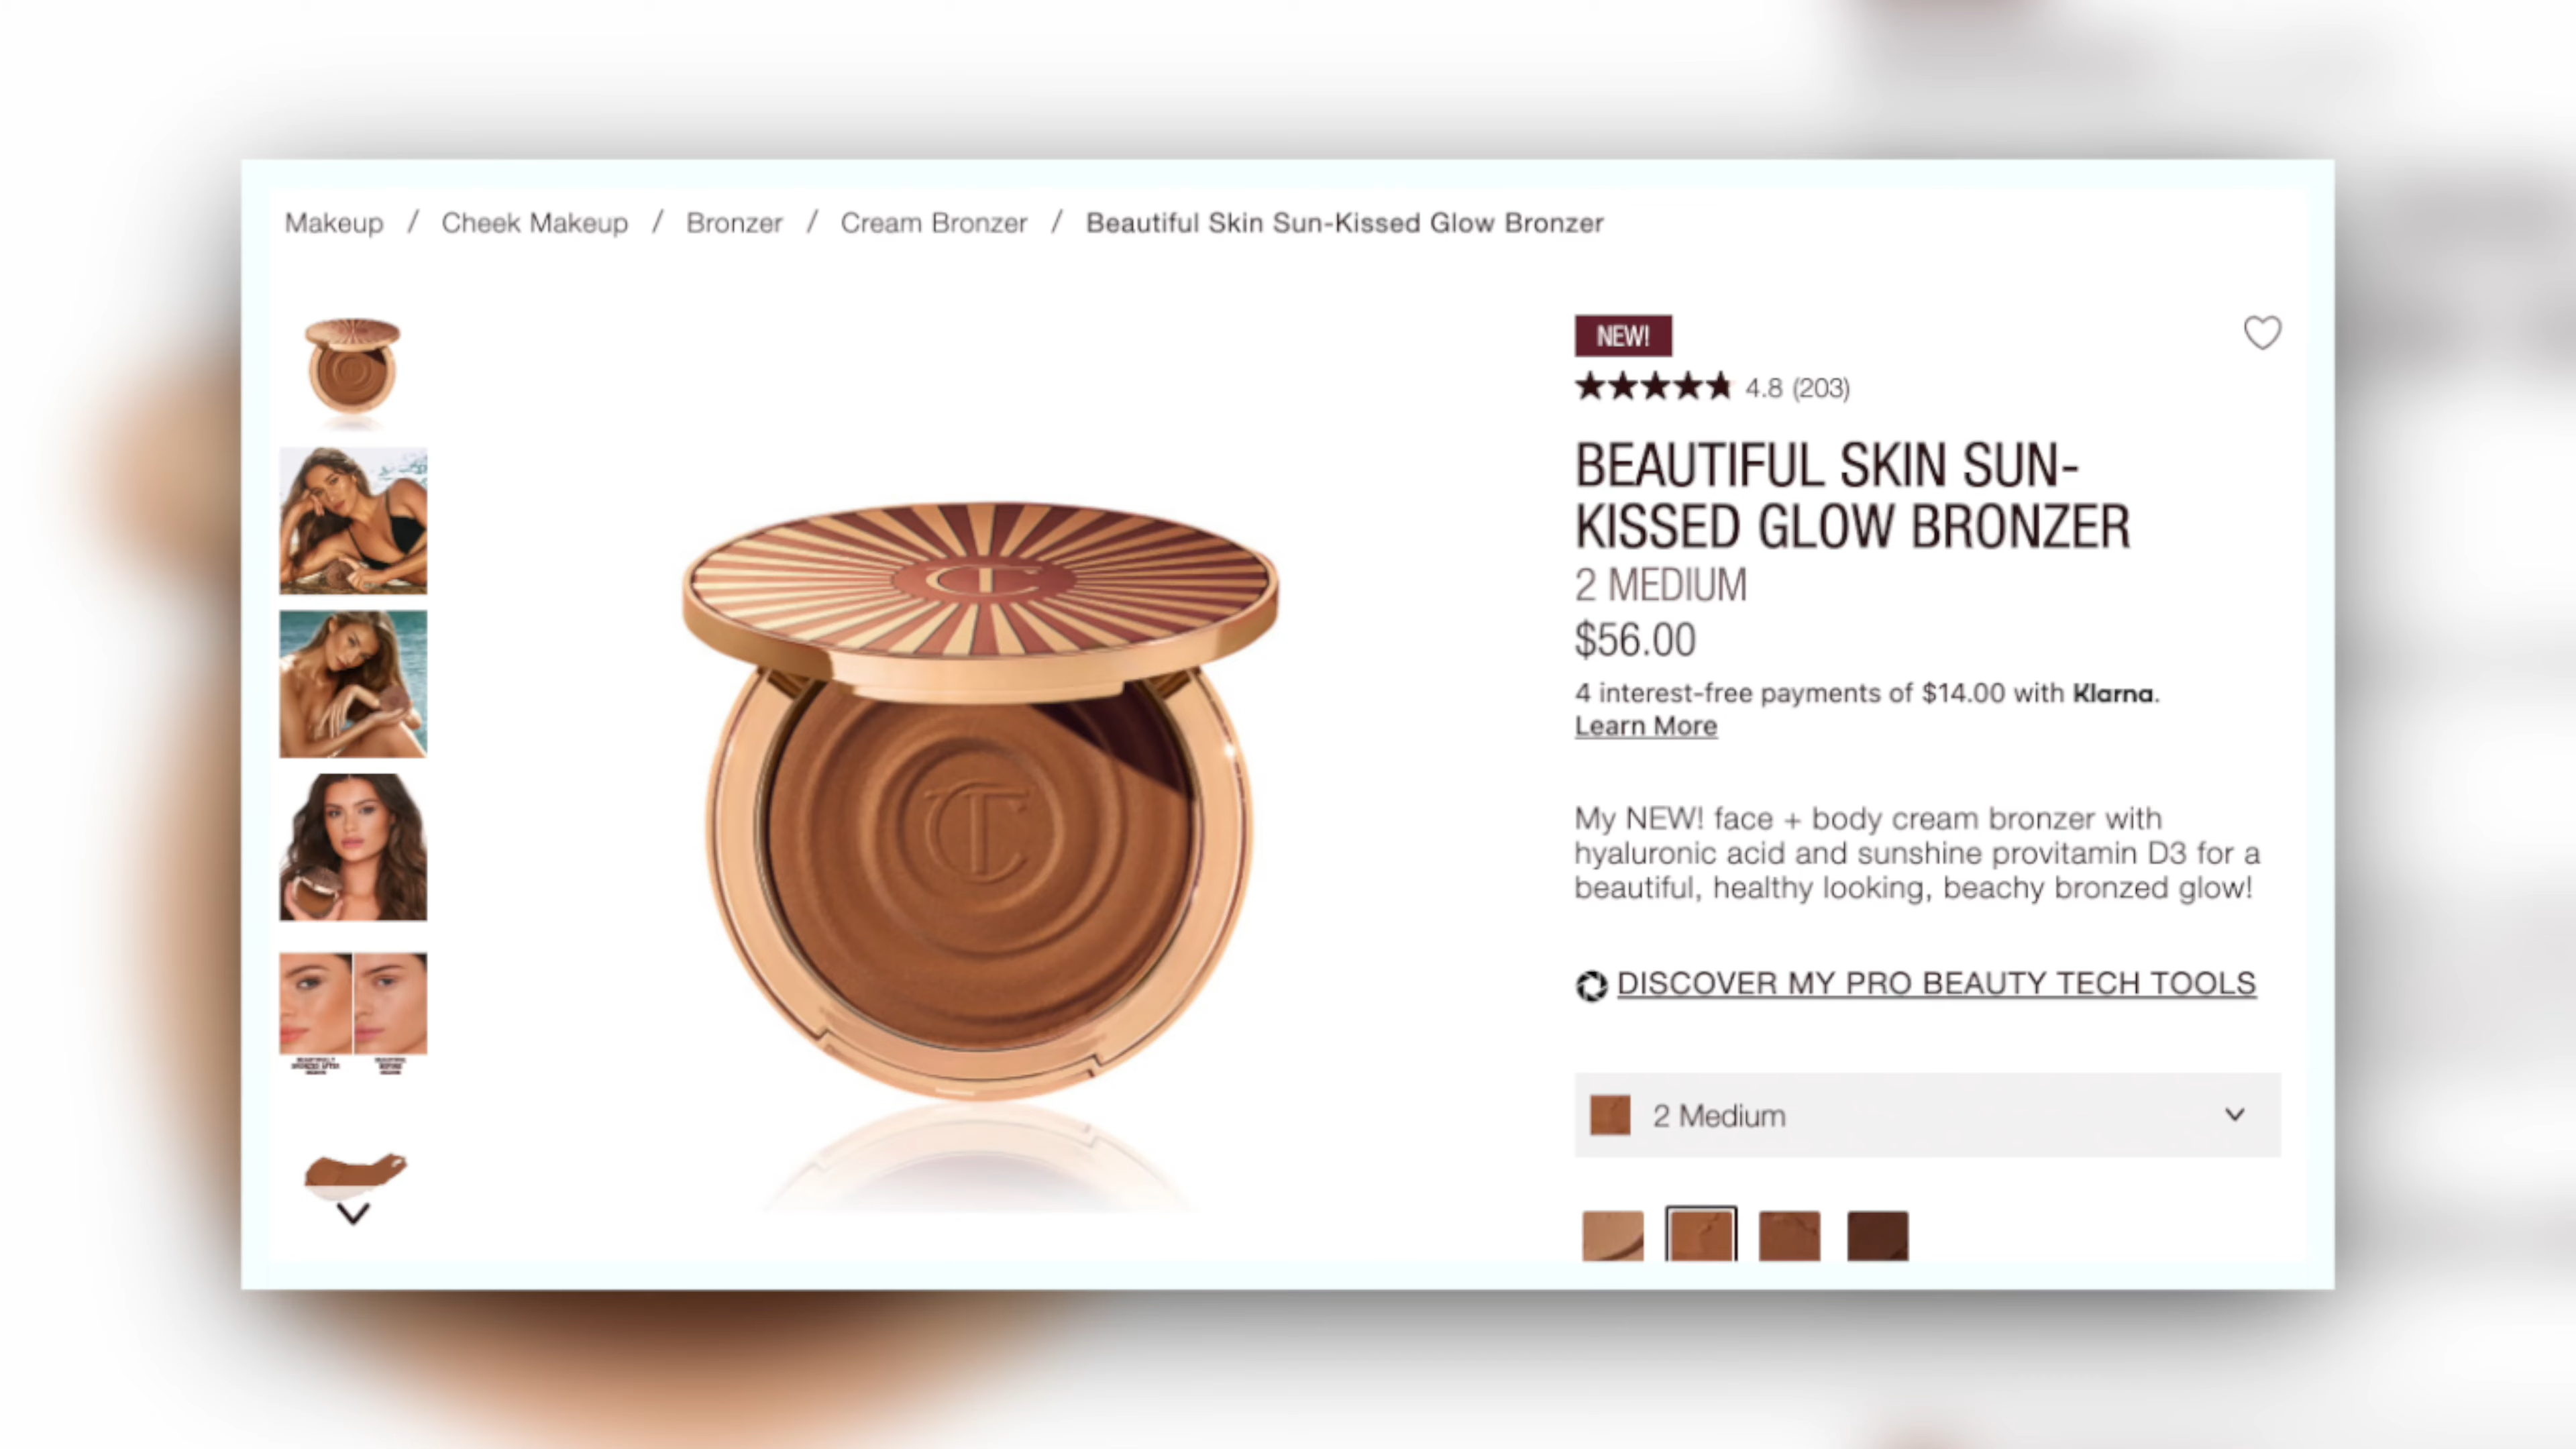 Makeup / Cheek Makeup / Bronzer / Cream Bronzer / Beautiful Skin Sun-Kissed Glow Bronzer
NEW!
4.8 (203)
BEAUTIFUL SKIN SUN-
KISSED GLOW BRONZER
2 MEDIUM
$56.00
4 interest-free payments of $14.00 with Klarna.
Learn More
My NEW! face + body cream bronzer with
hyaluronic acid and sunshine provitamin D3 for a
beautiful, healthy looking, beachy bronzed glow!
DISCOVER MY PRO BEAUTY TECH TOOLS
2 Medium